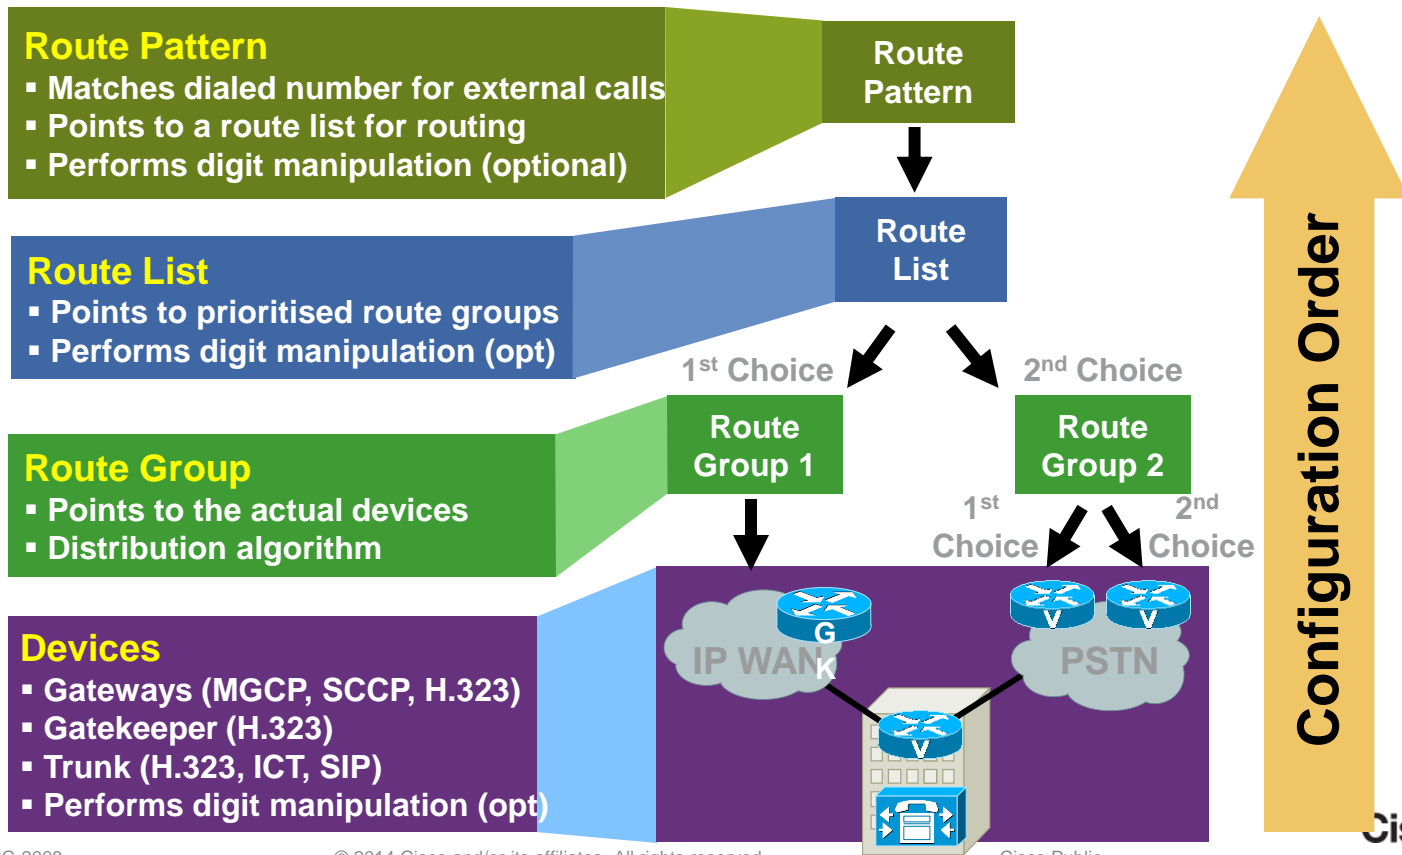 Route Pattern
▪ Matches dialed number for external calls
▪ Points to a route list for routing
▪ Performs digit manipulation (optional)
Route
Pattern
Route List
▪ Points to prioritised route groups
▪ Performs digit manipulation (opt)
Route
List
1st Choice
2nd Choice
Route Group
▪ Points to the actual devices
▪ Distribution algorithm
Route
Group 1
Route
Group 2
1st
Choice
2nd
Choice
Devices
▪ Gateways (MGCP, SCCP, H.323)
▪ Gatekeeper (H.323)
▪ Trunk (H.323, ICT, SIP)
▪ Performs digit manipulation (opt)
IP WAN
G
K
V
V
PSTN
V
Configuration Order